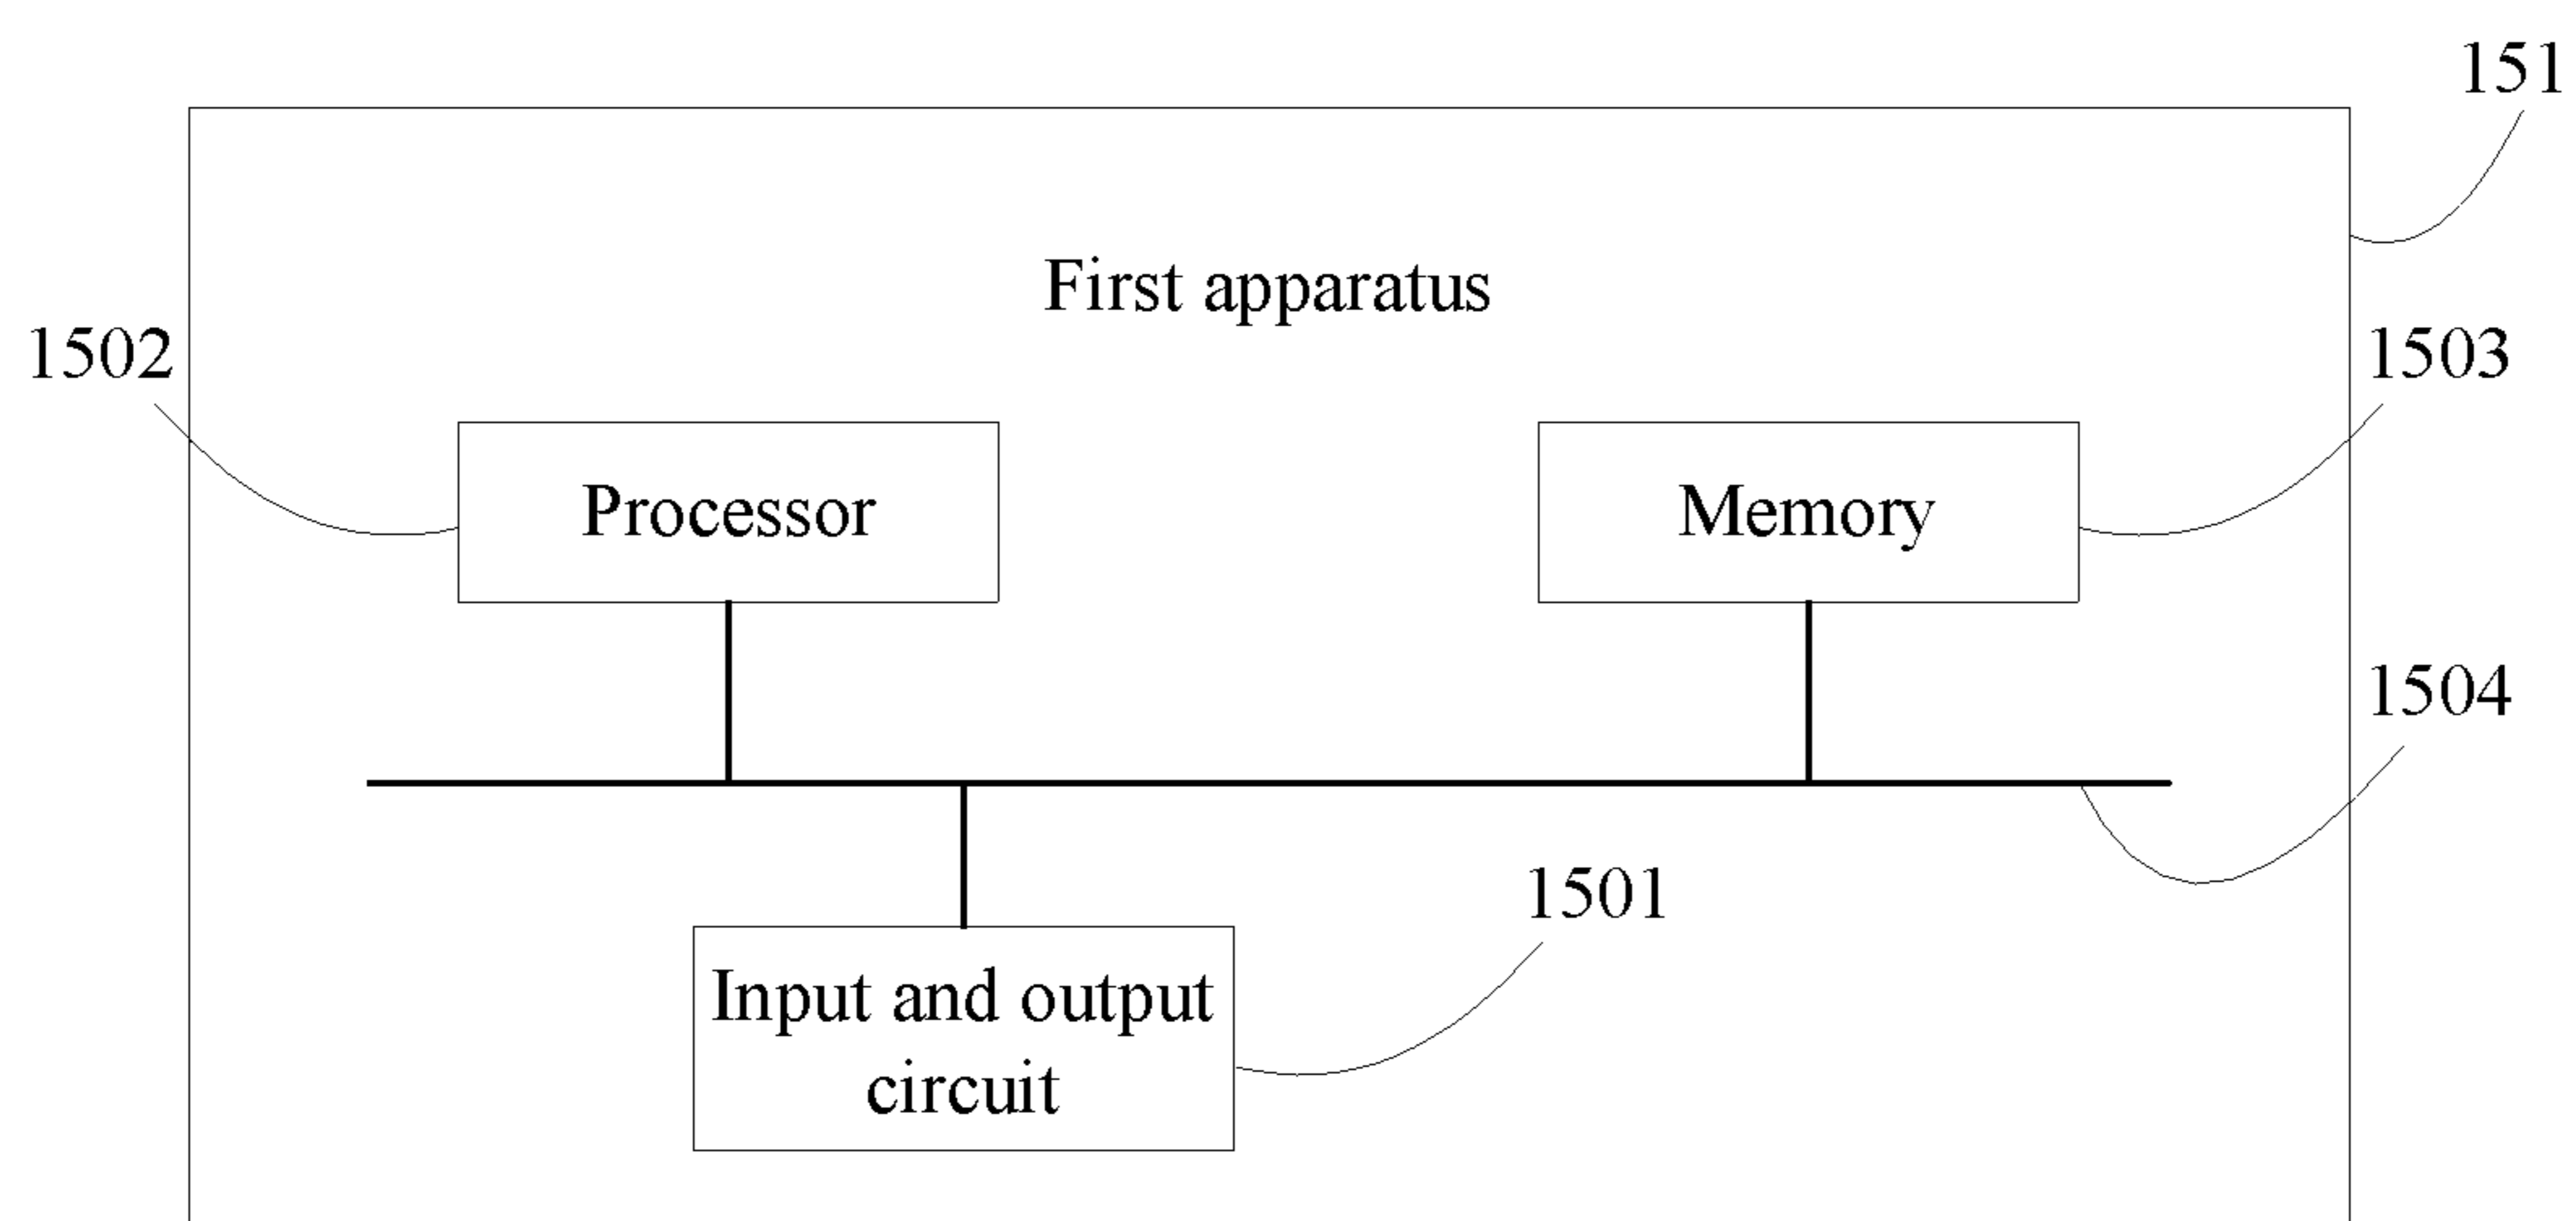 151
First apparatus
1502
1503
Processor
Memory
1504
1501
Input and output
circuit